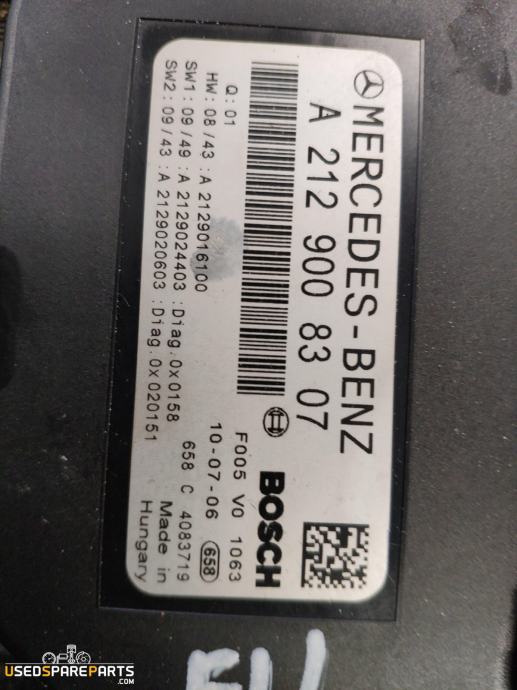 MERCEDES-BENZ
A 212 900 83 07
BOSCH
F005 V0 1063
Q:01
10-07-06 658
HW:08/43:A 2129016100
SW1:09/49:A 2129024403:Diag.0x0158
658 C 4083719
SW2:09/43:A 2129020603:Diag.0x020151
Made in
Hungary
USEDSPAREPARTS
.COM